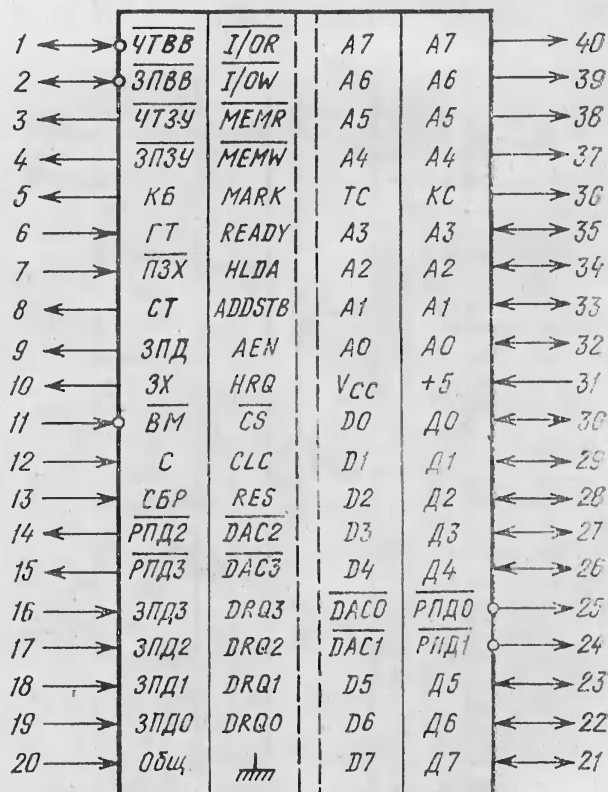 1 ЧТВВ I/OR A7 A7 40
2 ЗПВВ I/OW A6 A6 39
3 ЧТЗУ MEMR A5 A5 38
4 ЗПЗУ MEMW A4 A4 37
5 КБ MARK TC КС 36
6 ГТ READY A3 A3 35
7 ПЗХ HLDA A2 A2 34
8 СТ ADDSTB A1 A1 33
9 ЗПД AEN A0 A0 32
10 ЗХ HRQ VCC +5 31
11 ВМ CS D0 Д0 30
12 С CLC D1 Д1 29
13 СБР RES D2 Д2 28
14 РПД2 DAC2 D3 Д3 27
15 РПД3 DAC3 D4 Д4 26
16 ЗПД3 DRQ3 DAC0 РПД0 25
17 ЗПД2 DRQ2 DAC1 РПД1 24
18 ЗПД1 DRQ1 D5 Д5 23
19 ЗПД0 DRQ0 D6 Д6 22
20 Общ D7 Д7 21